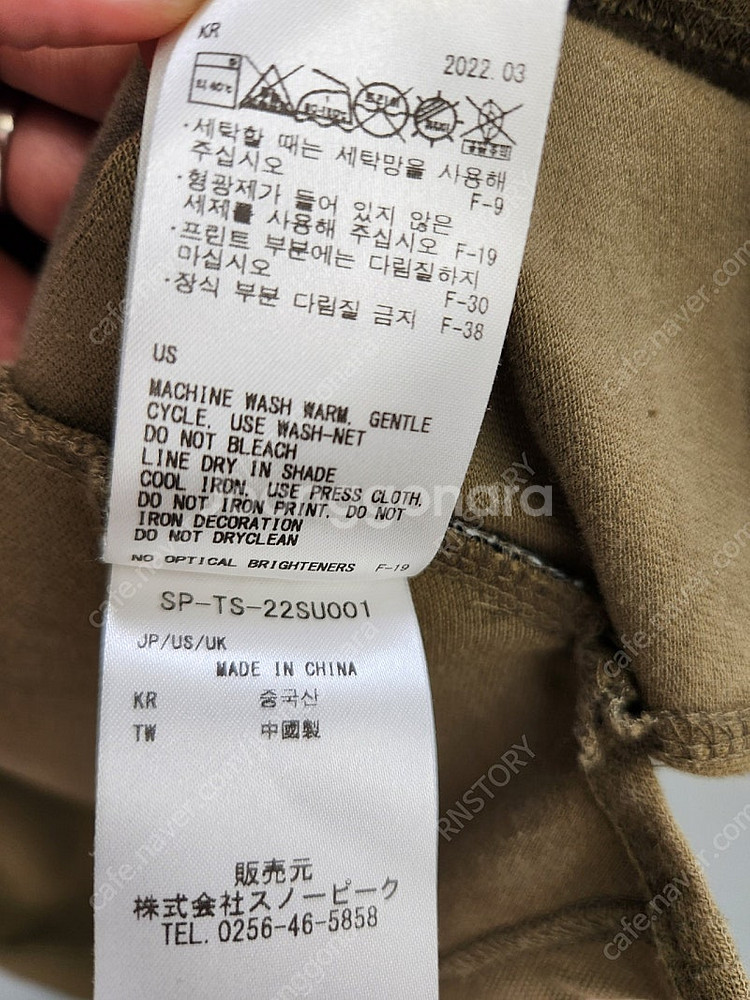 KR
2022. 03
·세탁할 때는 세탁망을 사용해
주십시오 F-9
·형광제가 들어 있지 않은
세제를 사용해 주십시오 F-19
·프린트 부분에는 다림질하지
마십시오 F-30
·장식 부분 다림질 금지 F-38
US
MACHINE WASH WARM. GENTLE
CYCLE. USE WASH-NET
DO NOT BLEACH
LINE DRY IN SHADE
COOL IRON. USE PRESS CLOTH.
DO NOT IRON PRINT. DO NOT
IRON DECORATION
DO NOT DRYCLEAN
NO OPTICAL BRIGHTENERS F-19
SP-TS-22SU001
JP/US/UK
MADE IN CHINA
KR 중국산
TW 中國製
販売元
株式会社スノーピーク
TEL. 0256-46-5858